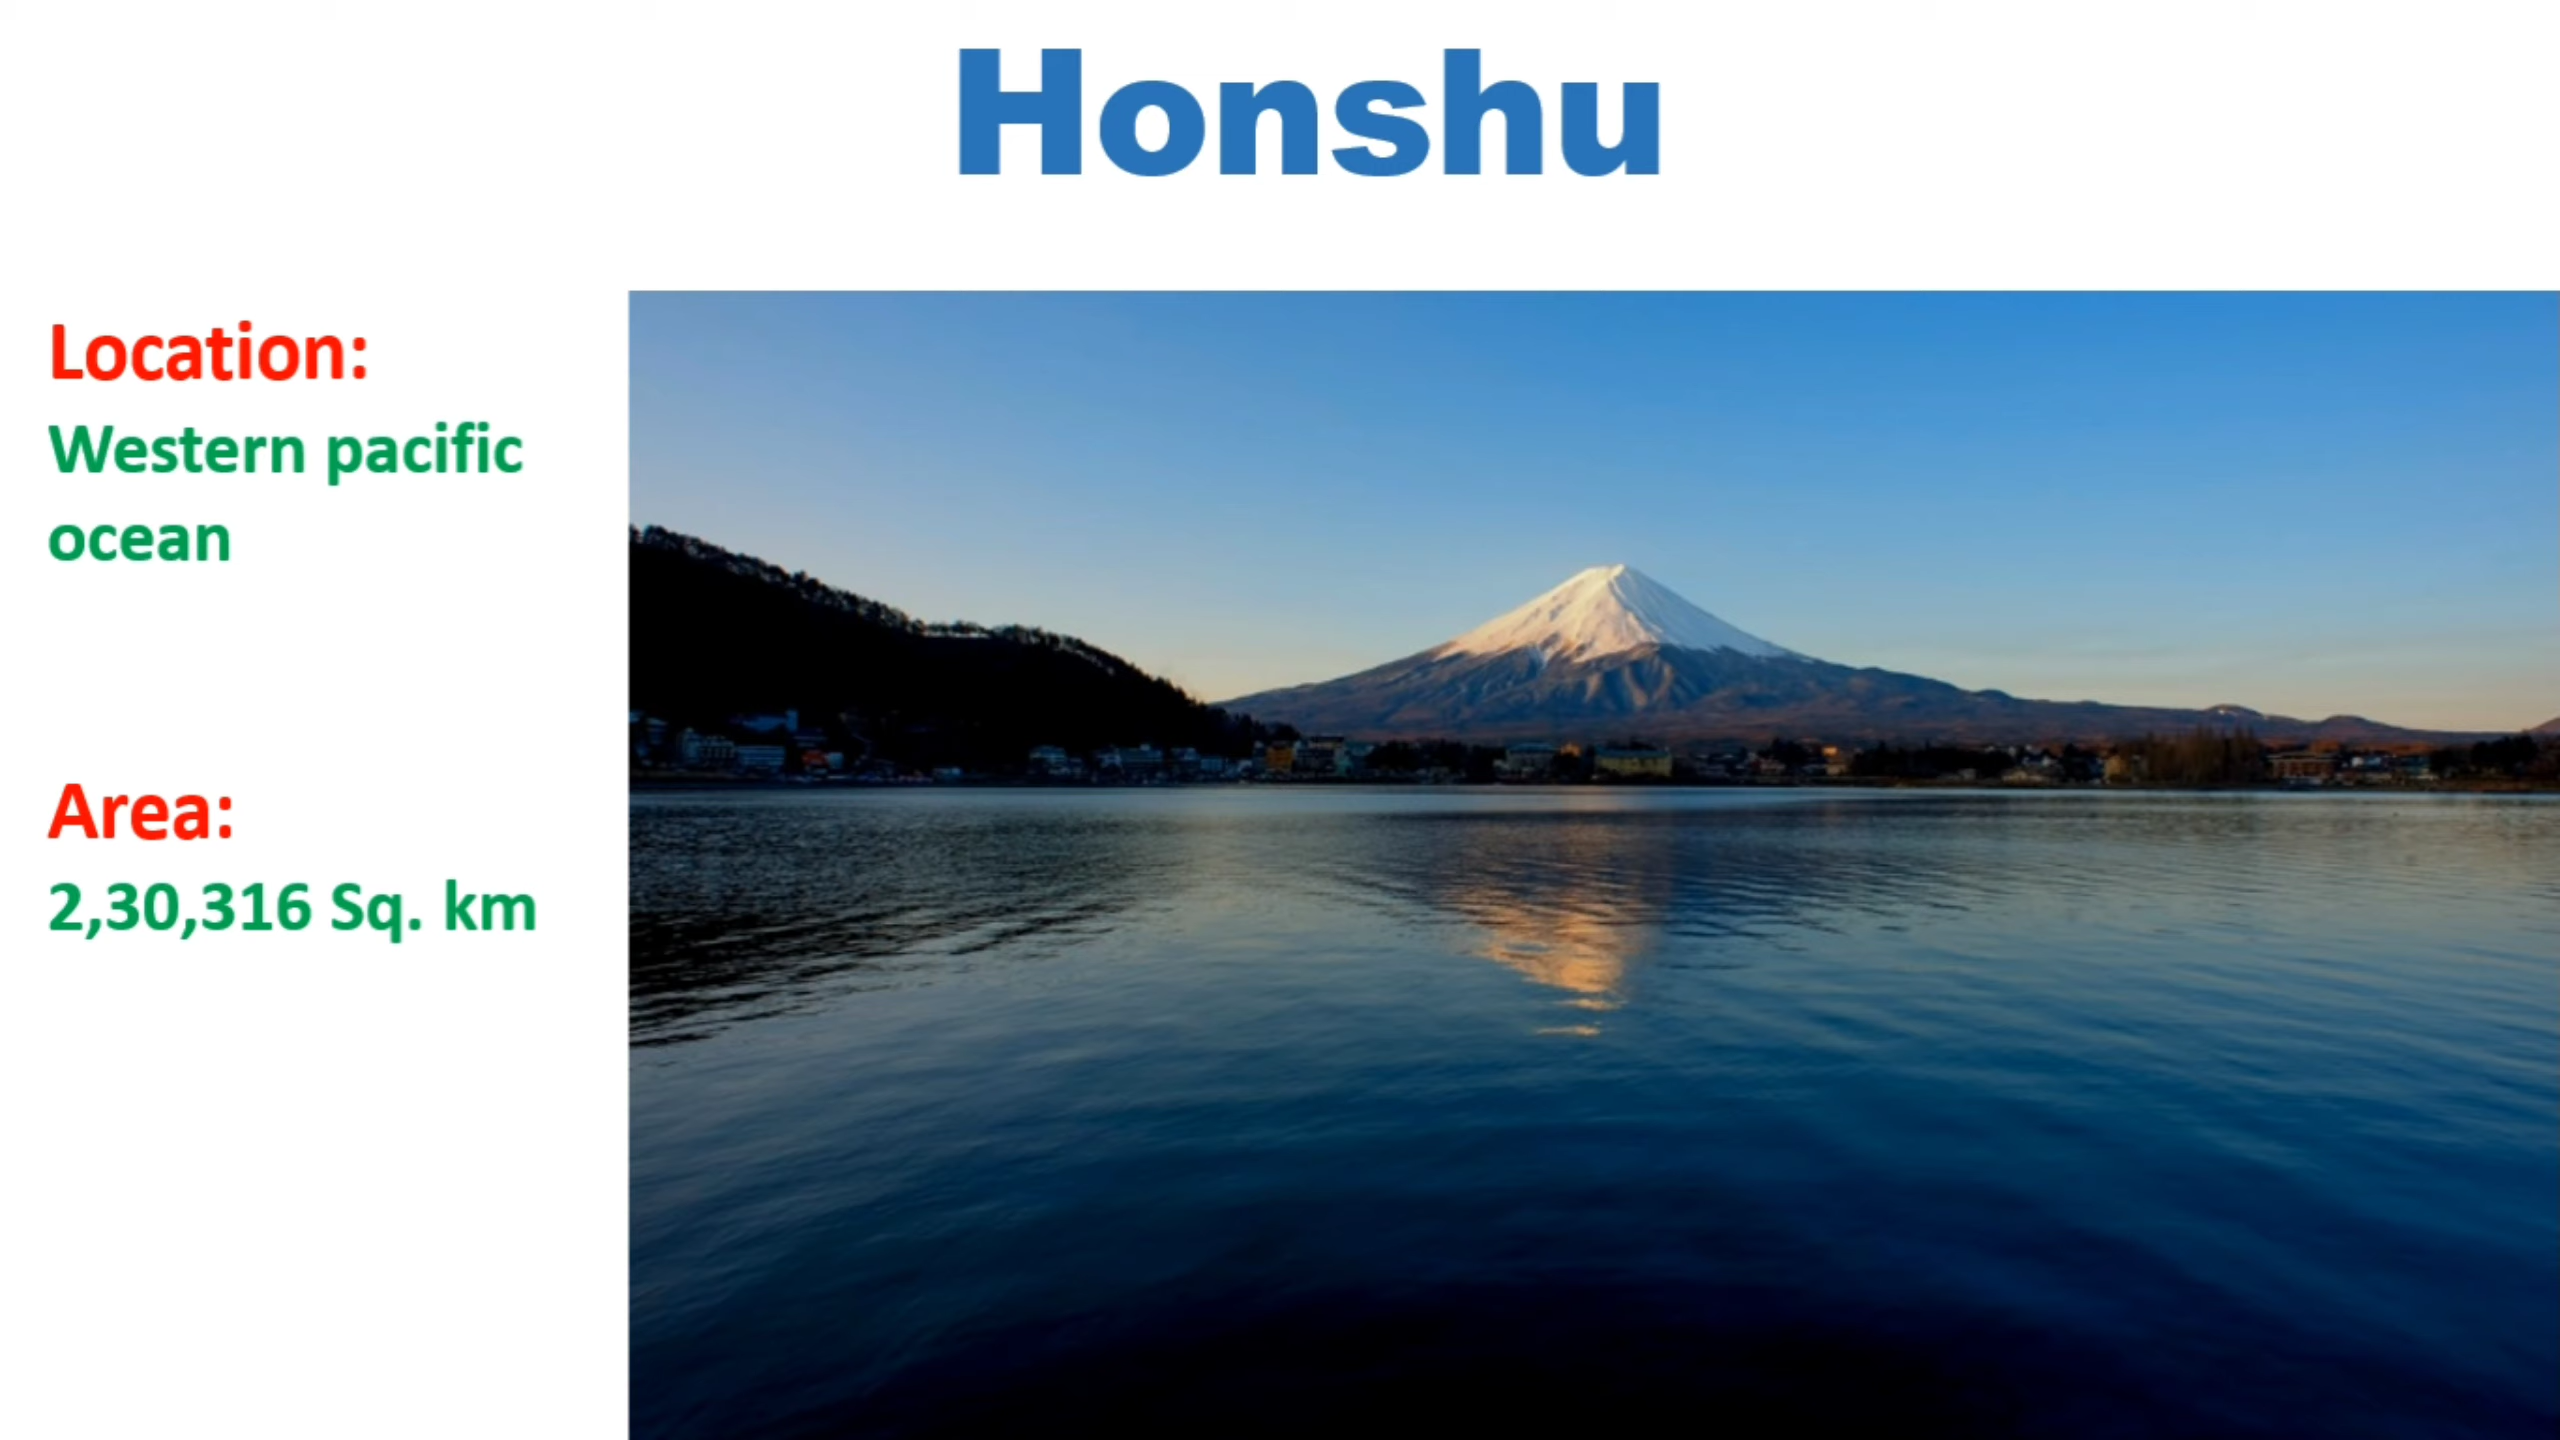 Honshu
Location:
Western pacific
ocean
Area:
2,30,316 Sq. km